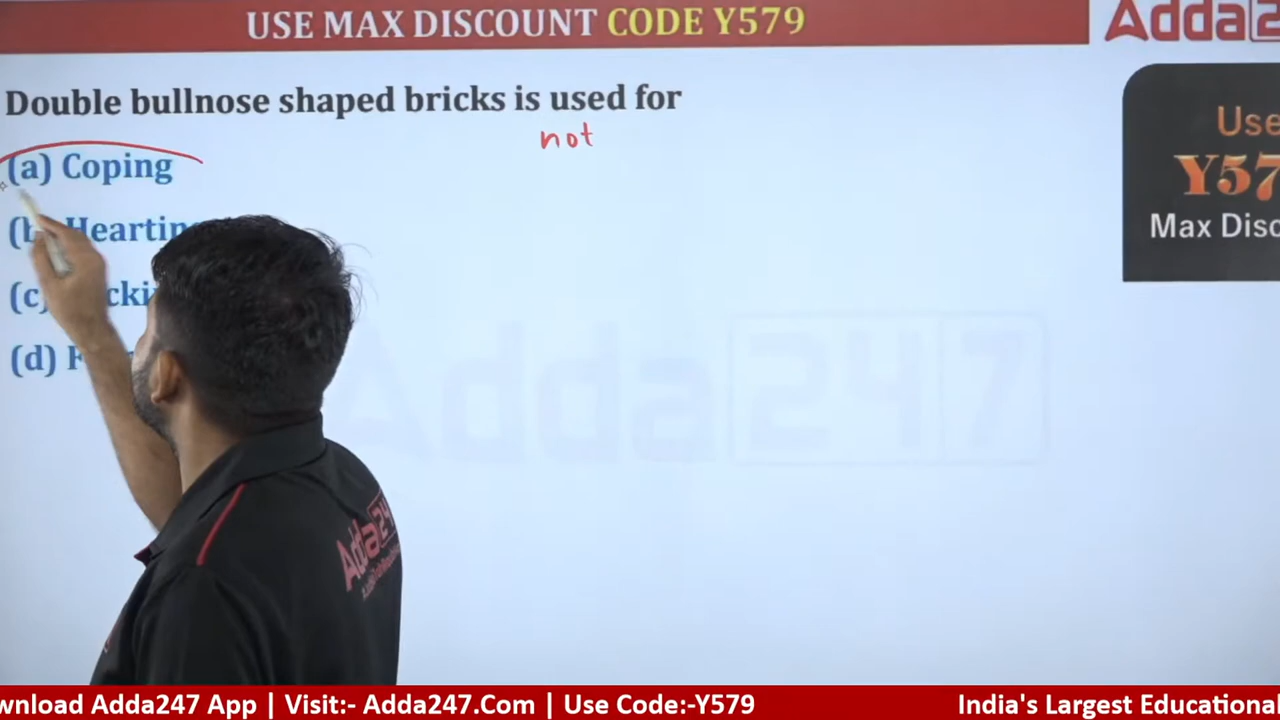 USE MAX DISCOUNT CODE Y579
Adda2
Double bullnose shaped bricks is used for
not
(a) Coping
(b) Heartin
(c)
(d) F
Use
Y57
Max Disc
Adda247
Adda24
wnload Adda247 App | Visit:- Adda247.Com | Use Code:-Y579
India's Largest Educational